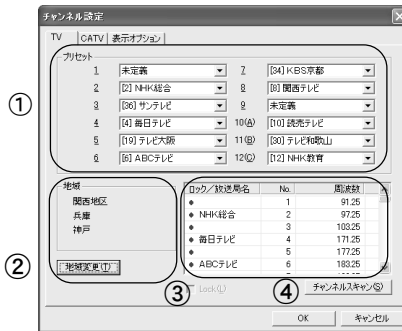 チャンネル設定
TV CATV 表示オプション
プリセット
1 未定義 7 [34] KBS京都
2 [2] NHK総合 8 [8] 関西テレビ
3 [36] サンテレビ 9 未定義
4 [4] 毎日テレビ 10(A) [10] 読売テレビ
5 [19] テレビ大阪 11(B) [30] テレビ和歌山
6 [6] ABCテレビ 12(C) [12] NHK教育
①
地域
関西地区
兵庫
神戸
地域変更(T)
②
ロック／放送局名 No. 周波数
1 91.25
NHK総合 2 97.25
3 103.25
毎日テレビ 4 171.25
5 177.25
ABCテレビ 6 183.25
③ Lock(L) ④ チャンネルスキャン(S)
OK キャンセル